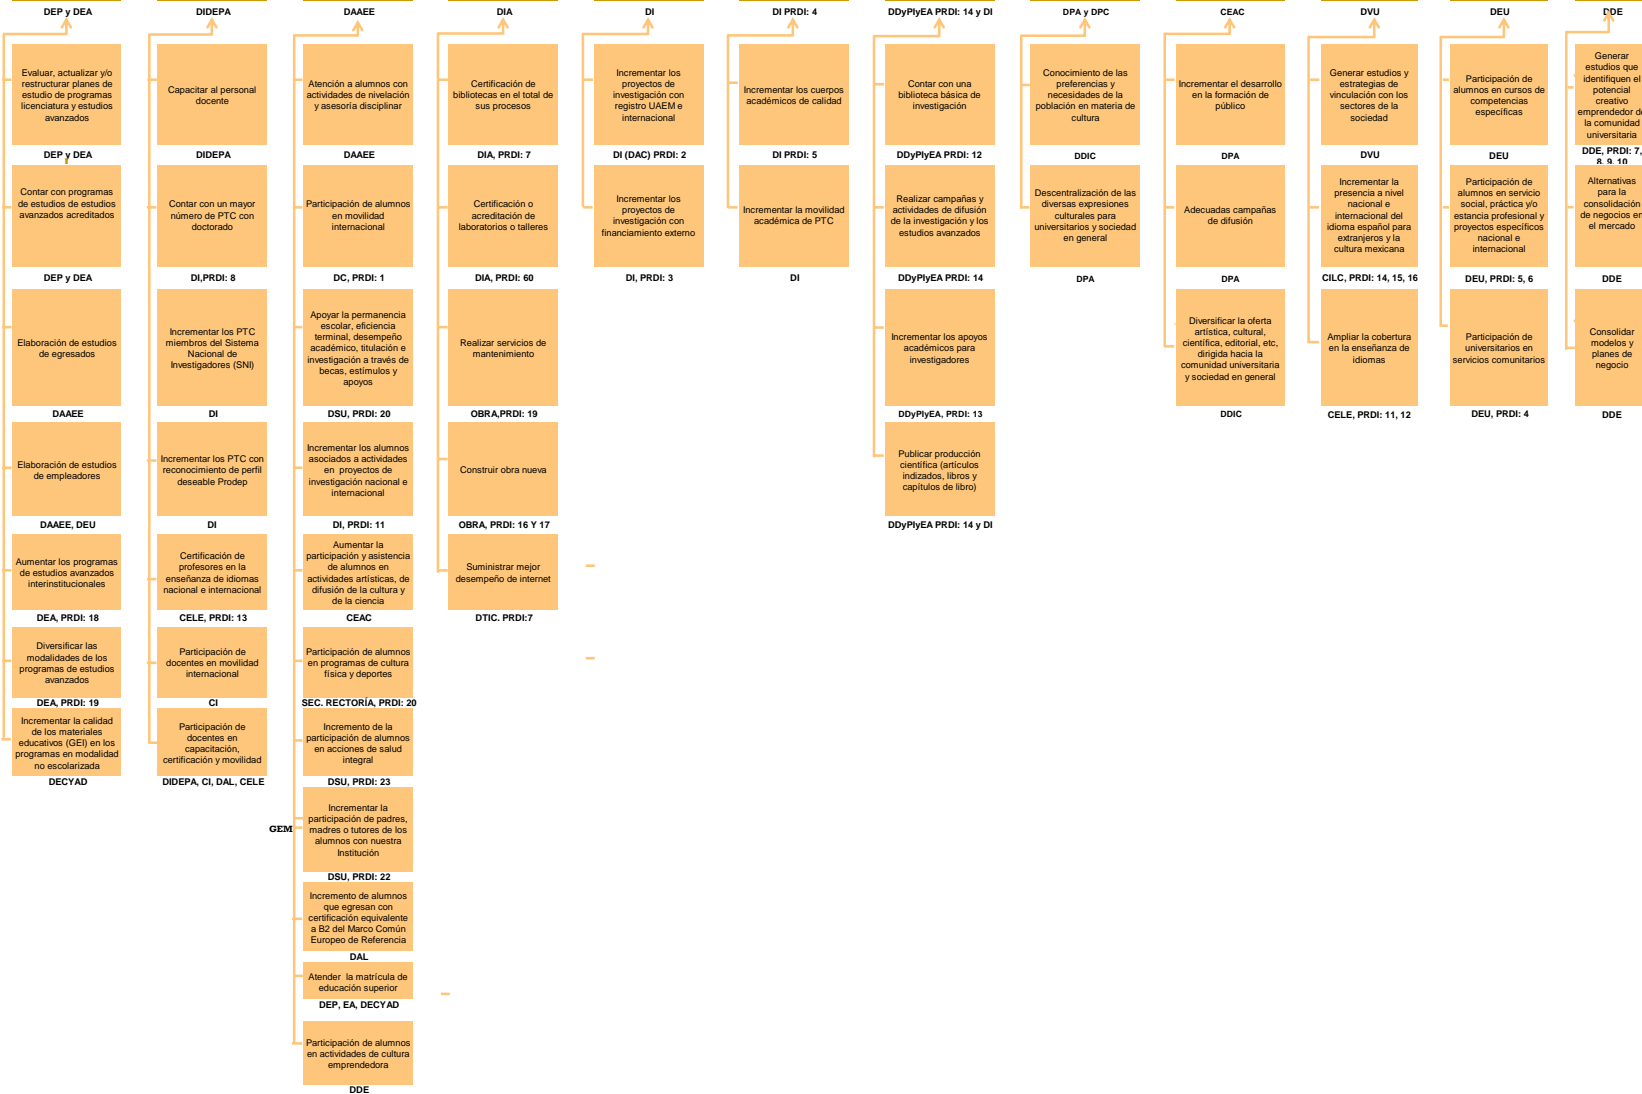 DEP y DEA
Evaluar, actualizar y/o
restructurar planes de
estudio de programas
licenciatura y estudios
avanzados
DEP y DEA
Contar con programas
de estudios de estudios
avanzados acreditados
DEP y DEA
Elaboración de estudios
de egresados
DAAEE
Elaboración de estudios
de empleadores
DAAEE, DEU
Aumentar los programas
de estudios avanzados
interinstitucionales
DEA, PRDI: 18
Diversificar las
modalidades de los
programas de estudios
avanzados
DEA, PRDI: 19
Incrementar la calidad
de los materiales
educativos (GEI) en los
programas en modalidad
no escolarizada
DECYAD
DIDEPA
Capacitar al personal
docente
DIDEPA
Contar con un mayor
número de PTC con
doctorado
DI,PRDI: 8
Incrementar los PTC
miembros del Sistema
Nacional de
Investigadores (SNI)
DI
Incrementar los PTC con
reconocimiento de perfil
deseable Prodep
DI
Certificación de
profesores en la
enseñanza de idiomas
nacional e internacional
CELE, PRDI: 13
Participación de
docentes en movilidad
internacional
CI
Participación de
docentes en
capacitación,
certificación y movilidad
DIDEPA, CI, DAL, CELE
DAAEE
Atención a alumnos con
actividades de nivelación
y asesoría disciplinar
DAAEE
Participación de alumnos
en movilidad
internacional
DC, PRDI: 1
Apoyar la permanencia
escolar, eficiencia
terminal, desempeño
académico, titulación e
investigación a través de
becas, estímulos y
apoyos
DSU, PRDI: 20
Incrementar los alumnos
asociados a actividades
en proyectos de
investigación nacional e
internacional
DI, PRDI: 11
Aumentar la
participación y asistencia
de alumnos en
actividades artísticas, de
difusión de la cultura y
de la ciencia
CEAC
Participación de alumnos
en programas de cultura
física y deportes
SEC. RECTORÍA, PRDI: 20
Incremento de la
participación de alumnos
en acciones de salud
integral
DSU, PRDI: 23
GEM
Incrementar la
participación de padres,
madres o tutores de los
alumnos con nuestra
Institución
DSU, PRDI: 22
Incremento de alumnos
que egresan con
certificación equivalente
a B2 del Marco Común
Europeo de Referencia
DAL
Atender la matrícula de
educación superior
DEP, EA, DECYAD
Participación de alumnos
en actividades de cultura
emprendedora
DDE
DIA
Certificación de
bibliotecas en el total de
sus procesos
DIA, PRDI: 7
Certificación o
acreditación de
laboratorios o talleres
DIA, PRDI: 60
Realizar servicios de
mantenimiento
OBRA,PRDI: 19
Construir obra nueva
OBRA, PRDI: 16 Y 17
Suministrar mejor
desempeño de internet
DTIC. PRDI:7
DI
Incrementar los
proyectos de
investigación con
registro UAEM e
internacional
DI (DAC) PRDI: 2
Incrementar los
proyectos de
investigación con
financiamiento externo
DI, PRDI: 3
DI PRDI: 4
Incrementar los cuerpos
académicos de calidad
DI PRDI: 5
Incrementar la movilidad
académica de PTC
DI
DDyPIyEA PRDI: 14 y DI
Contar con una
biblioteca básica de
investigación
DDyPIyEA PRDI: 12
Realizar campañas y
actividades de difusión
de la investigación y los
estudios avanzados
DDyPIyEA PRDI: 14
Incrementar los apoyos
académicos para
investigadores
DDyPIyEA, PRDI: 13
Publicar producción
científica (artículos
indizados, libros y
capítulos de libro)
DDyPIyEA PRDI: 14 y DI
DPA y DPC
Conocimiento de las
preferencias y
necesidades de la
población en materia de
cultura
DDIC
Descentralización de las
diversas expresiones
culturales para
universitarios y sociedad
en general
DPA
CEAC
Incrementar el desarrollo
en la formación de
público
DPA
Adecuadas campañas
de difusión
DPA
Diversificar la oferta
artística, cultural,
científica, editorial, etc,
dirigida hacia la
comunidad universitaria
y sociedad en general
DDIC
DVU
Generar estudios y
estrategias de
vinculación con los
sectores de la
sociedad
DVU
Incrementar la
presencia a nivel
nacional e
internacional del
idioma español para
extranjeros y la
cultura mexicana
CILC, PRDI: 14, 15, 16
Ampliar la cobertura
en la enseñanza de
idiomas
CELE, PRDI: 11, 12
DEU
Participación de
alumnos en cursos de
competencias
específicas
DEU
Participación de
alumnos en servicio
social, práctica y/o
estancia profesional y
proyectos específicos
nacional e
internacional
DEU, PRDI: 5, 6
Participación de
universitarios en
servicios comunitarios
DEU, PRDI: 4
DDE
Generar
estudios que
identifiquen el
potencial
creativo
emprendedor de
la comunidad
universitaria
DDE, PRDI: 7,
8, 9, 10
Alternativas
para la
consolidación
de negocios en
el mercado
DDE
Consolidar
modelos y
planes de
negocio
DDE